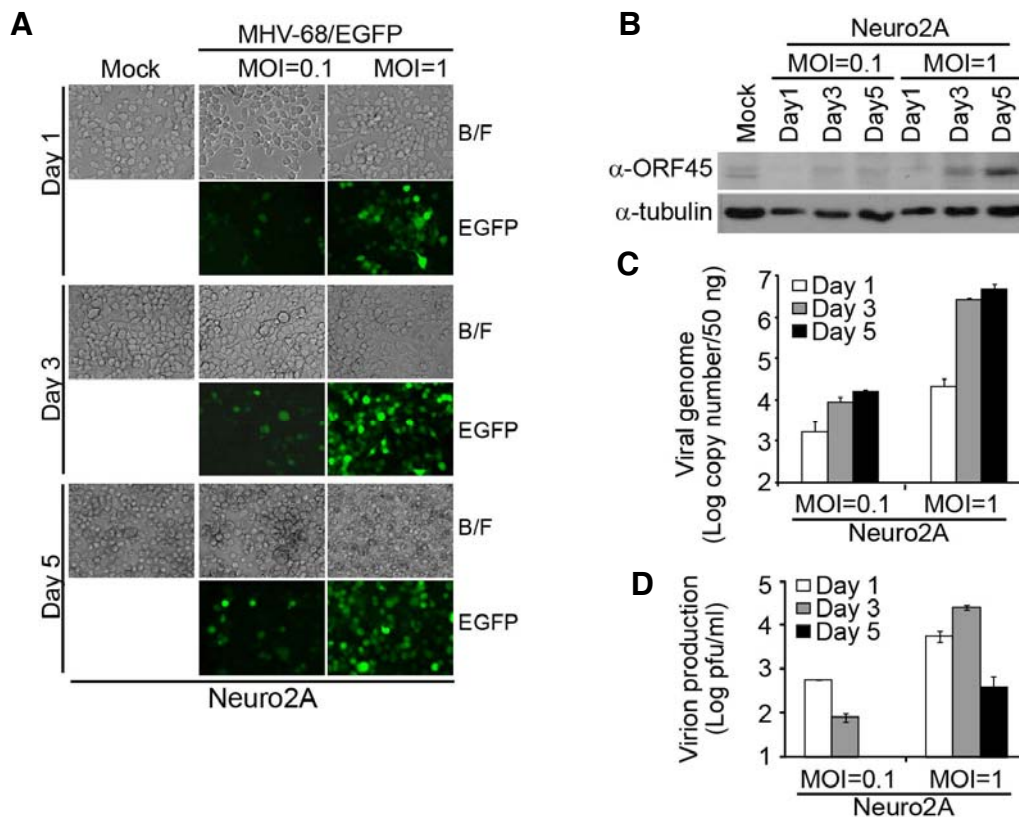 A
MHV-68/EGFP
Mock
MOI=0.1
MOI=1
Day 1
B/F
EGFP
Day 3
B/F
EGFP
Day 5
B/F
EGFP
Neuro2A
B
Neuro2A
MOI=0.1
MOI=1
Mock
Day1
Day3
Day5
Day1
Day3
Day5
α-ORF45
α-tubulin
C
Viral genome
(Log copy number/50 ng)
7
6
5
4
3
2
Day 1
Day 3
Day 5
MOI=0.1
MOI=1
Neuro2A
D
Virion production
(Log pfu/ml)
5
4
3
2
1
Day 1
Day 3
Day 5
MOI=0.1
MOI=1
Neuro2A